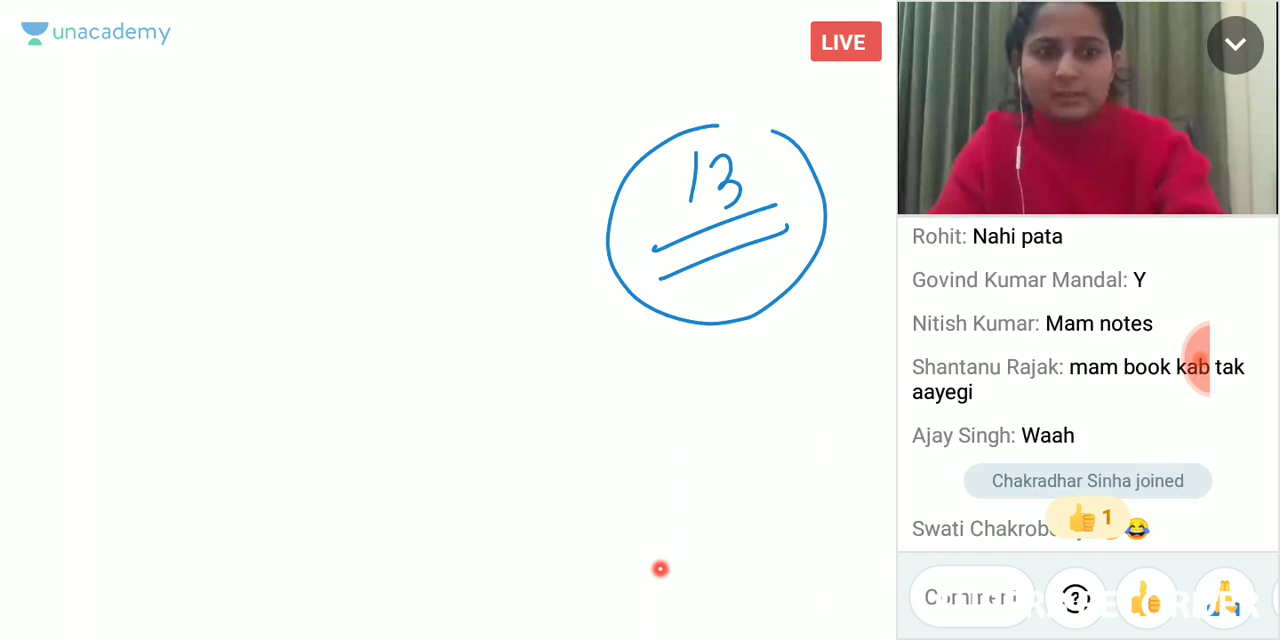 unacademy
LIVE
13
Rohit: Nahi pata
Govind Kumar Mandal: Y
Nitish Kumar: Mam notes
Shantanu Rajak: mam book kab tak
aayegi
Ajay Singh: Waah
Chakradhar Sinha joined
1
Swati